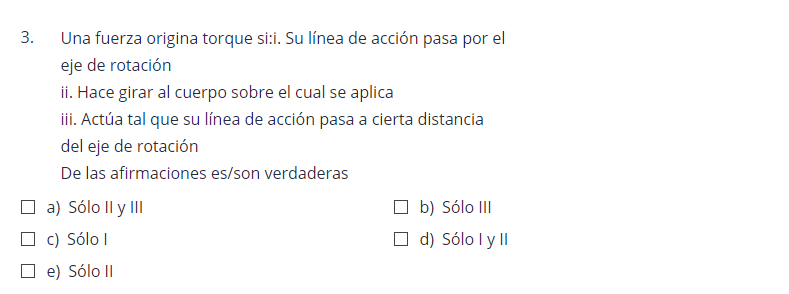 3. Una fuerza origina torque si:i. Su línea de acción pasa por el
eje de rotación
ii. Hace girar al cuerpo sobre el cual se aplica
iii. Actúa tal que su línea de acción pasa a cierta distancia
del eje de rotación
De las afirmaciones es/son verdaderas
a) Sólo II y III
b) Sólo III
c) Sólo I
d) Sólo I y II
e) Sólo II